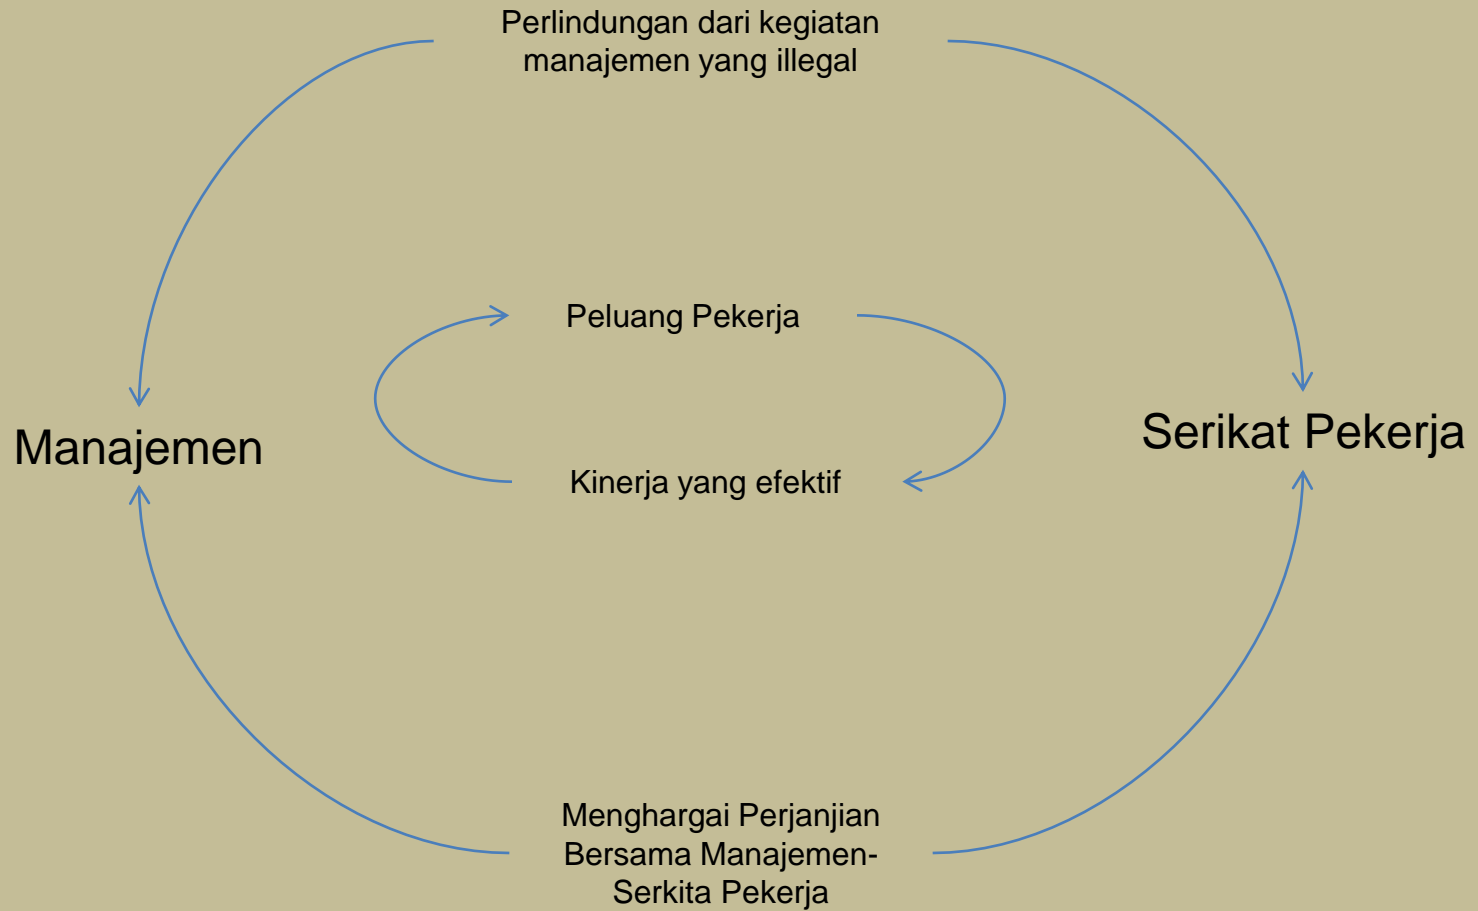 Perlindungan dari kegiatan
manajemen yang illegal
Peluang Pekerja
Manajemen
Serikat Pekerja
Kinerja yang efektif
Menghargai Perjanjian
Bersama Manajemen-
Serkita Pekerja